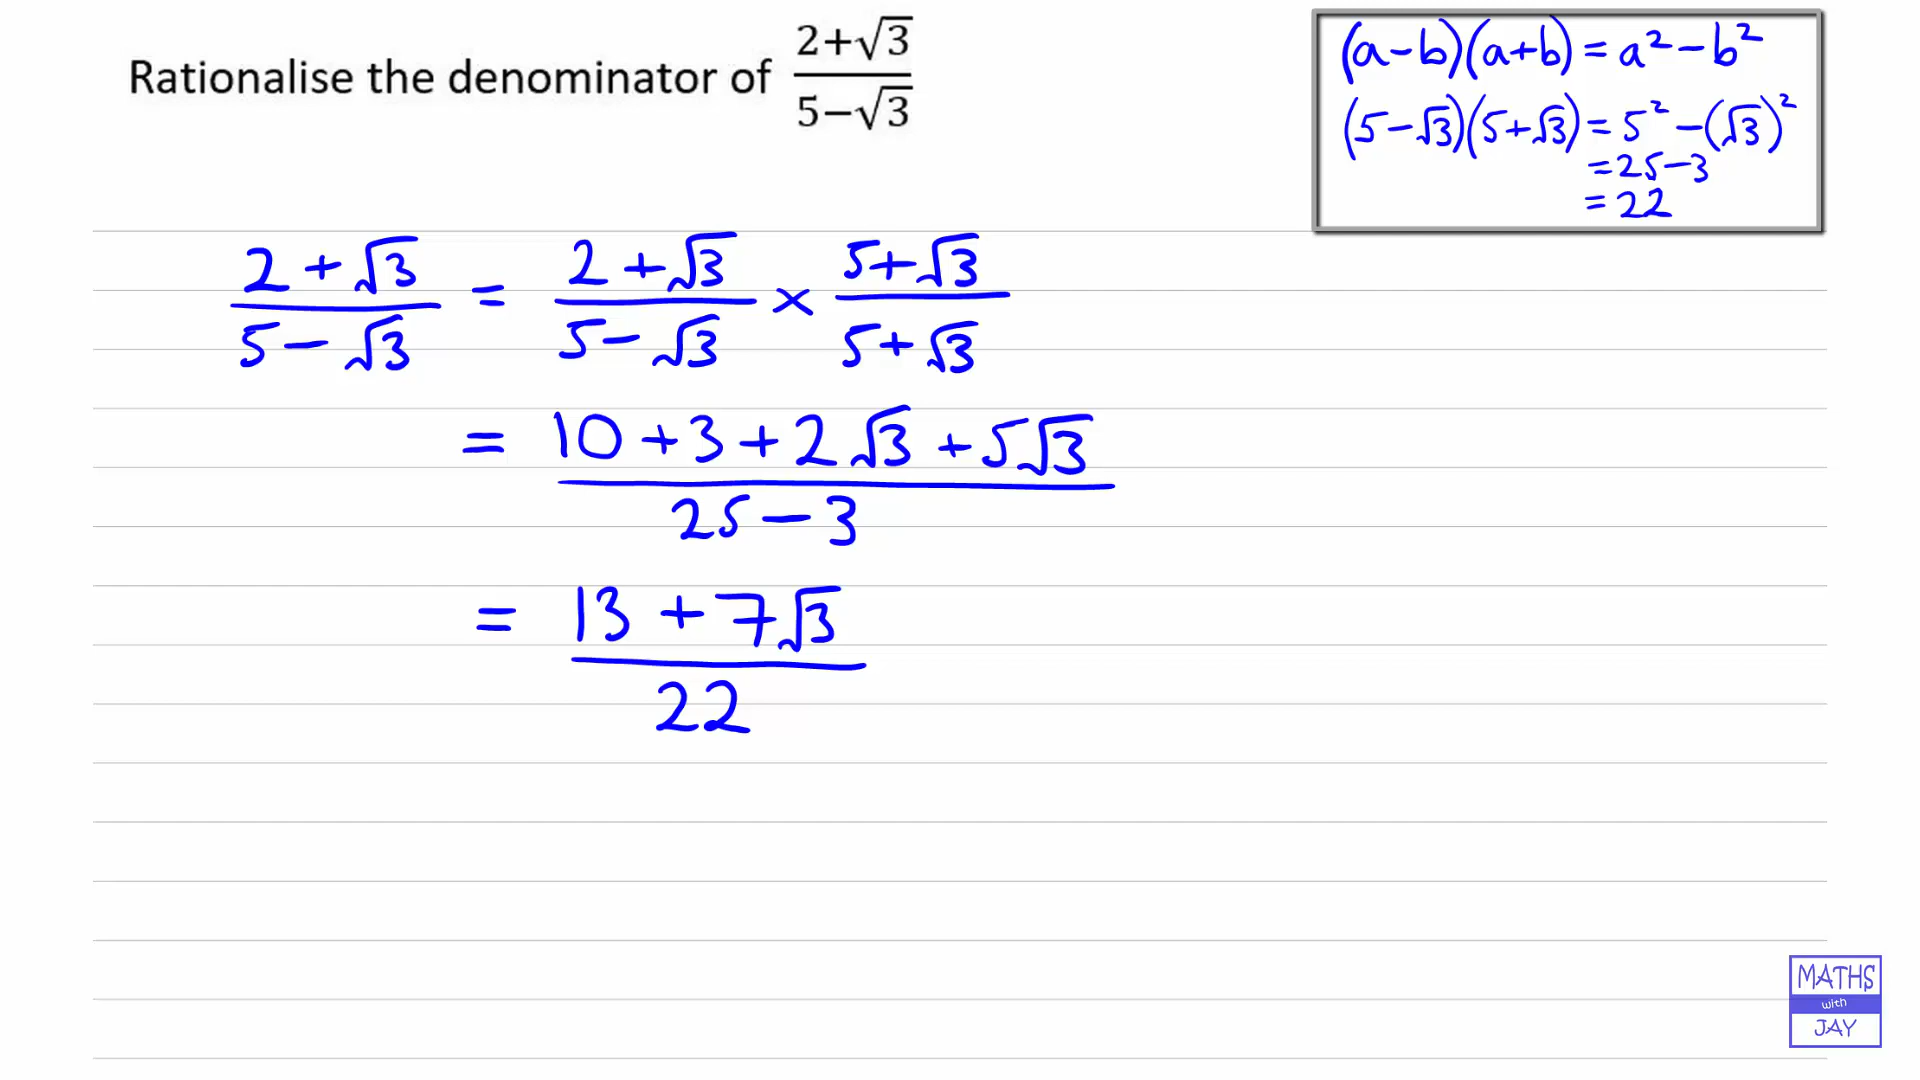 Rationalise the denominator of (2+√3)/(5−√3)
(a−b)(a+b) = a² − b²
(5−√3)(5+√3) = 5² − (√3)²
= 25−3
= 22
(2+√3)/(5−√3) = (2+√3)/(5−√3) × (5+√3)/(5+√3)
= (10+3+2√3+5√3)/(25−3)
= (13+7√3)/22
MATHS
with
JAY